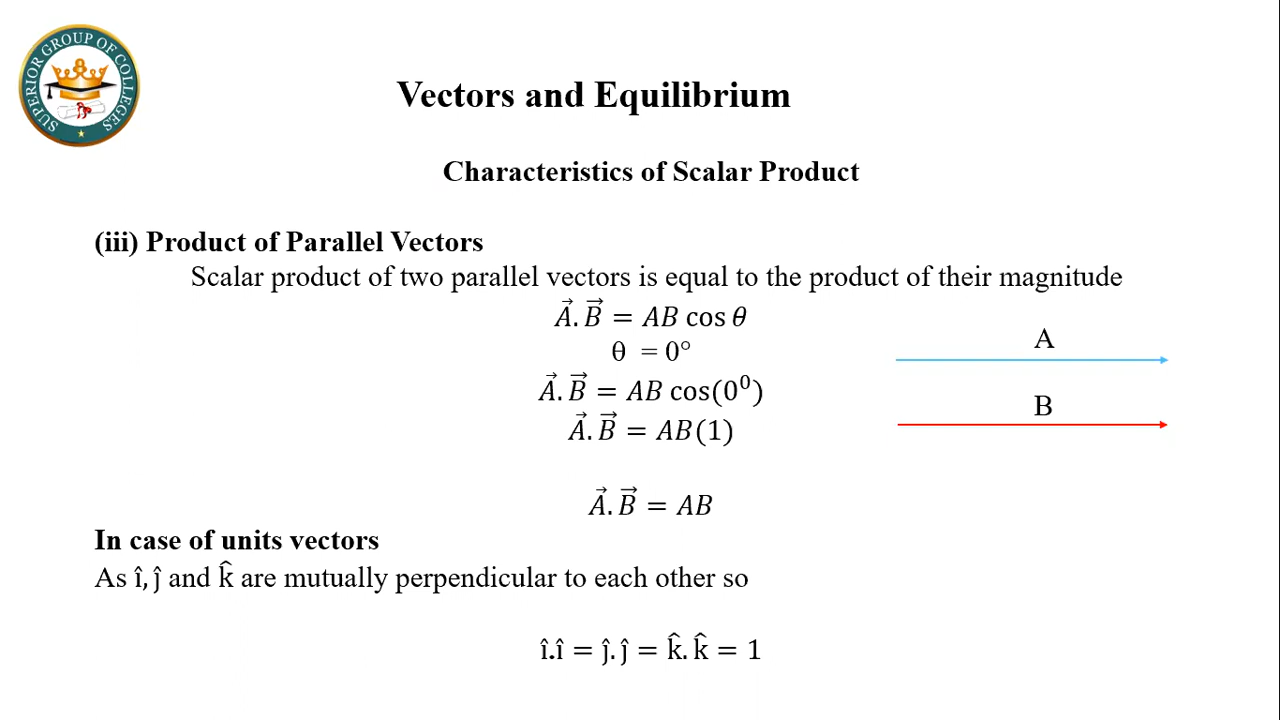 SUPERIOR GROUP OF COLLEGES
Vectors and Equilibrium
Characteristics of Scalar Product
(iii) Product of Parallel Vectors
Scalar product of two parallel vectors is equal to the product of their magnitude
A⃗.B⃗ = AB cos θ
θ = 0°
A⃗.B⃗ = AB cos(0⁰)
A⃗.B⃗ = AB(1)
A⃗.B⃗ = AB
A
B
In case of units vectors
As î, ĵ and k̂ are mutually perpendicular to each other so
î.î = ĵ.ĵ = k̂.k̂ = 1